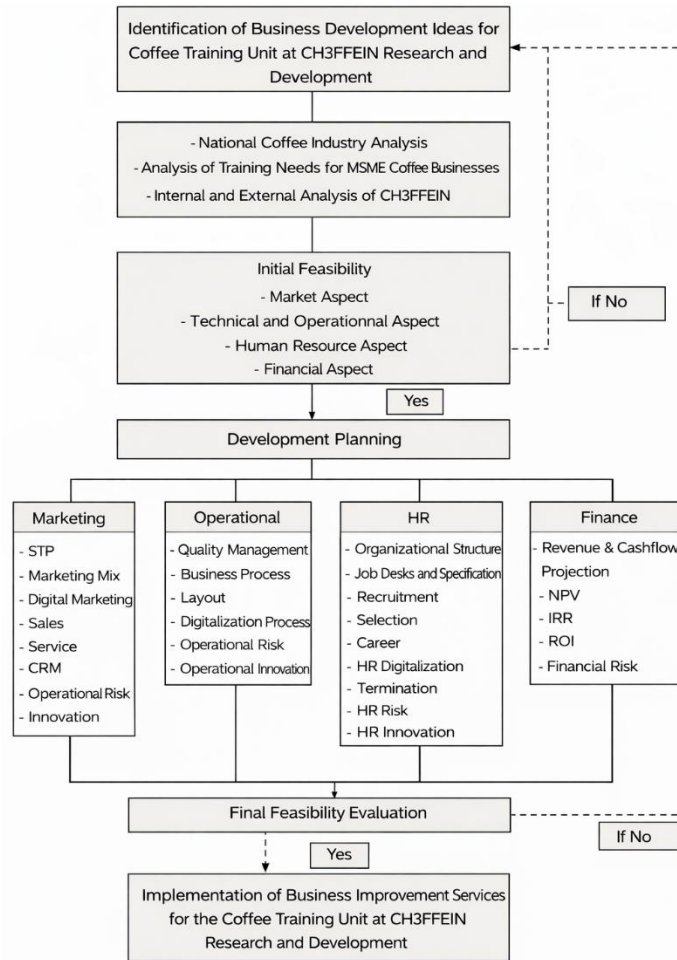 Identification of Business Development Ideas for
Coffee Training Unit at CH3FFEIN Research and
Development
- National Coffee Industry Analysis
- Analysis of Training Needs for MSME Coffee Businesses
- Internal and External Analysis of CH3FFEIN
Initial Feasibility
- Market Aspect
- Technical and Operationnal Aspect
- Human Resource Aspect
- Financial Aspect
If No
Yes
Development Planning
Marketing
- STP
- Marketing Mix
- Digital Marketing
- Sales
- Service
- CRM
- Operational Risk
- Innovation
Operational
- Quality Management
- Business Process
- Layout
- Digitalization Process
- Operational Risk
- Operational Innovation
HR
- Organizational Structure
- Job Desks and Specification
- Recruitment
- Selection
- Career
- HR Digitalization
- Termination
- HR Risk
- HR Innovation
Finance
- Revenue & Cashflow
Projection
- NPV
- IRR
- ROI
- Financial Risk
Final Feasibility Evaluation
If No
Yes
Implementation of Business Improvement Services
for the Coffee Training Unit at CH3FFEIN
Research and Development